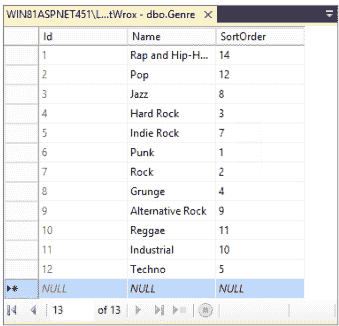 WIN81ASPNET451\L...tWrox - dbo.Genre
Id Name SortOrder
1 Rap and Hip-H... 14
2 Pop 12
3 Jazz 8
4 Hard Rock 3
5 Indie Rock 7
6 Punk 1
7 Rock 2
8 Grunge 4
9 Alternative Rock 9
10 Reggae 11
11 Industrial 10
12 Techno 5
NULL NULL NULL
13 of 13